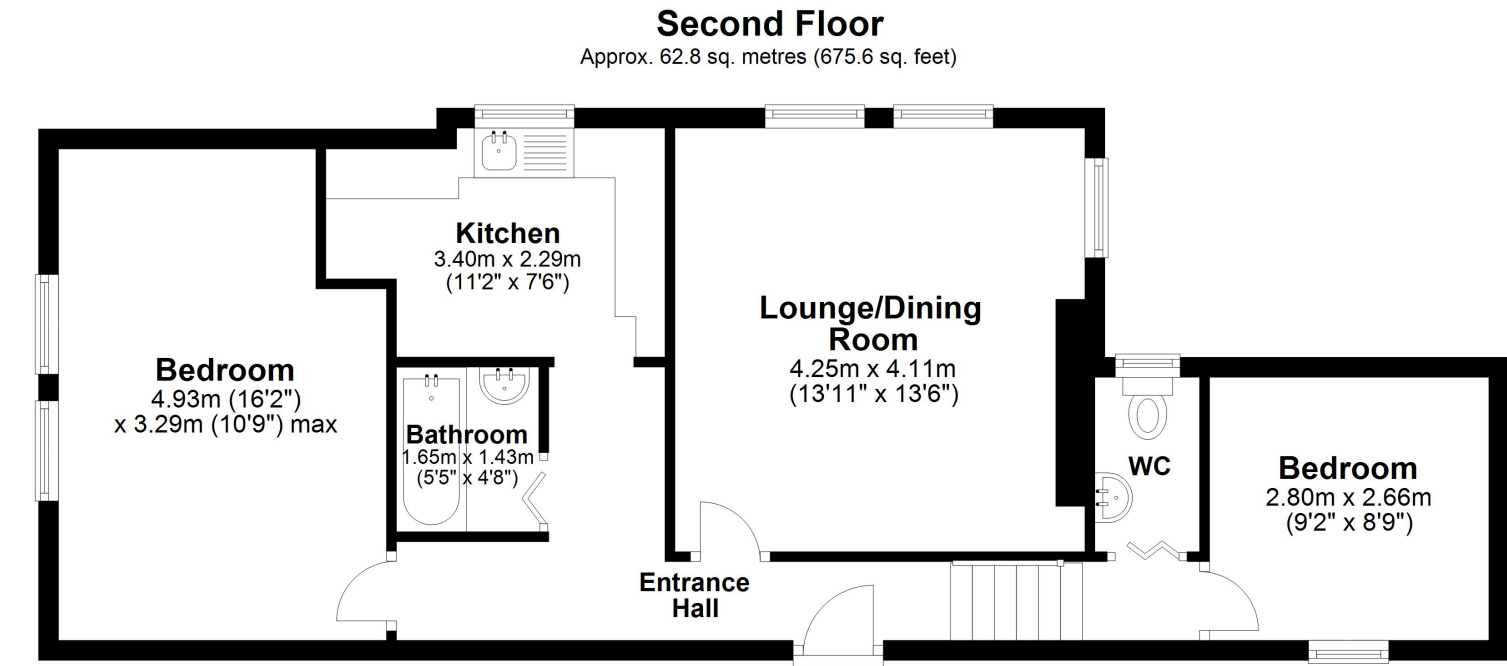 Second Floor
Approx. 62.8 sq. metres (675.6 sq. feet)
Kitchen
3.40m x 2.29m
(11'2" x 7'6")
Lounge/Dining
Room
4.25m x 4.11m
(13'11" x 13'6")
Bedroom
4.93m (16'2")
x 3.29m (10'9") max
Bathroom
1.65m x 1.43m
(5'5" x 4'8")
WC
Bedroom
2.80m x 2.66m
(9'2" x 8'9")
Entrance
Hall